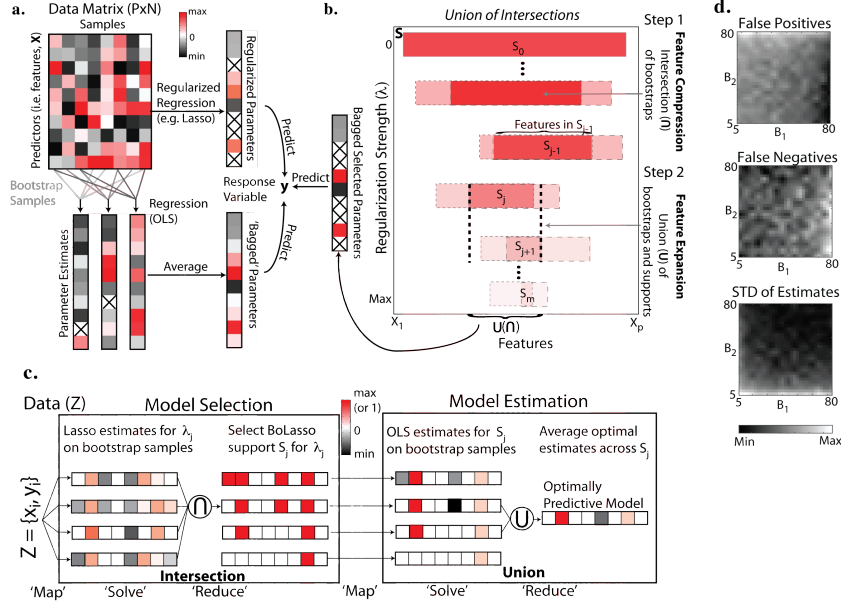 a.
Data Matrix (PxN)
Samples
max
min
Predictors (i.e. features, X)
Regularized
Regression
(e.g. Lasso)
Regularized Parameters
Predict
Bootstrap
Samples
Regression
(OLS)
Response
Variable
y
Predict
Bagged Selected Parameters
Predict
Parameter Estimates
Average
'Bagged' Parameters
b.
Union of Intersections
S
0
S0
Regularization Strength (λ)
Features in Sj-1
Sj-1
Sj
Sj+1
Sm
Max
X1
U(∩)
Xp
Features
Step 1
Feature Compression
Intersection (∩)
of bootstraps
Step 2
Feature Expansion
Union (U) of
bootstraps and supports
c.
Data (Z)
Model Selection
max
(or 1)
0
min
Model Estimation
Lasso estimates for λj
on bootstrap samples
Select BoLasso
support Sj for λj
OLS estimates for Sj
on bootstrap samples
Average optimal
estimates across Sj
Z = {xi, yi}
∩
U
Optimally
Predictive Model
Intersection
Union
'Map'
'Solve'
'Reduce'
'Map'
'Solve'
'Reduce'
d.
False Positives
80
B2
5
5
B1
80
False Negatives
80
B2
5
5
B1
80
STD of Estimates
80
B2
5
5
B1
80
Min
Max